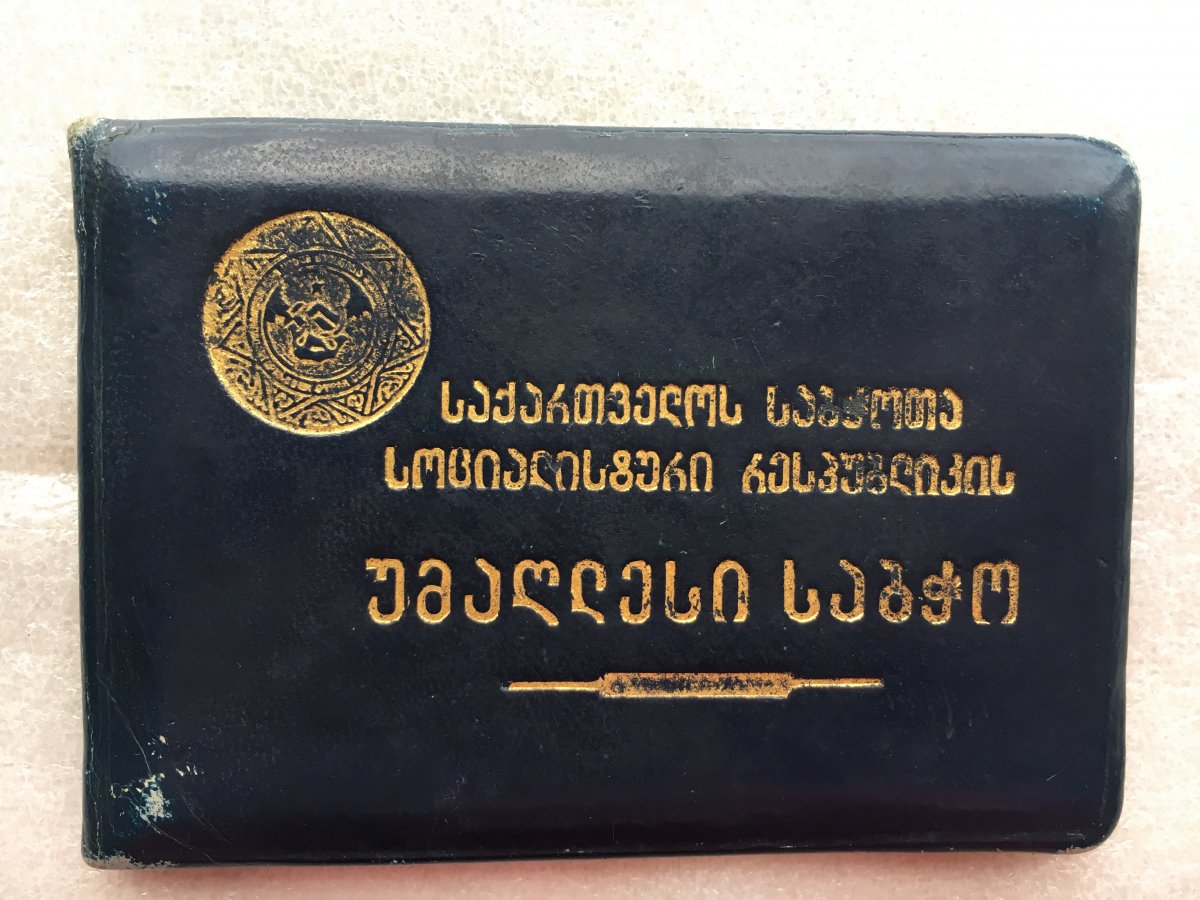 საქართველოს საბჭოთა
სოციალისტური რესპუბლიკის
უმაღლესი საბჭო